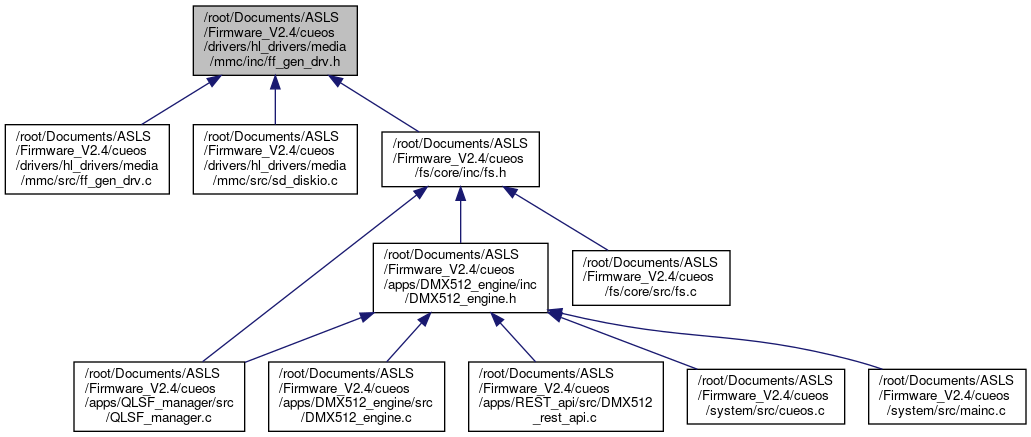 /root/Documents/ASLS
/Firmware_V2.4/cueos
/drivers/hl_drivers/media
/mmc/inc/ff_gen_drv.h
/root/Documents/ASLS
/Firmware_V2.4/cueos
/drivers/hl_drivers/media
/mmc/src/ff_gen_drv.c
/root/Documents/ASLS
/Firmware_V2.4/cueos
/drivers/hl_drivers/media
/mmc/src/sd_diskio.c
/root/Documents/ASLS
/Firmware_V2.4/cueos
/fs/core/inc/fs.h
/root/Documents/ASLS
/Firmware_V2.4/cueos
/apps/DMX512_engine/inc
/DMX512_engine.h
/root/Documents/ASLS
/Firmware_V2.4/cueos
/fs/core/src/fs.c
/root/Documents/ASLS
/Firmware_V2.4/cueos
/apps/QLSF_manager/src
/QLSF_manager.c
/root/Documents/ASLS
/Firmware_V2.4/cueos
/apps/DMX512_engine/src
/DMX512_engine.c
/root/Documents/ASLS
/Firmware_V2.4/cueos
/apps/REST_api/src/DMX512
_rest_api.c
/root/Documents/ASLS
/Firmware_V2.4/cueos
/system/src/cueos.c
/root/Documents/ASLS
/Firmware_V2.4/cueos
/system/src/mainc.c